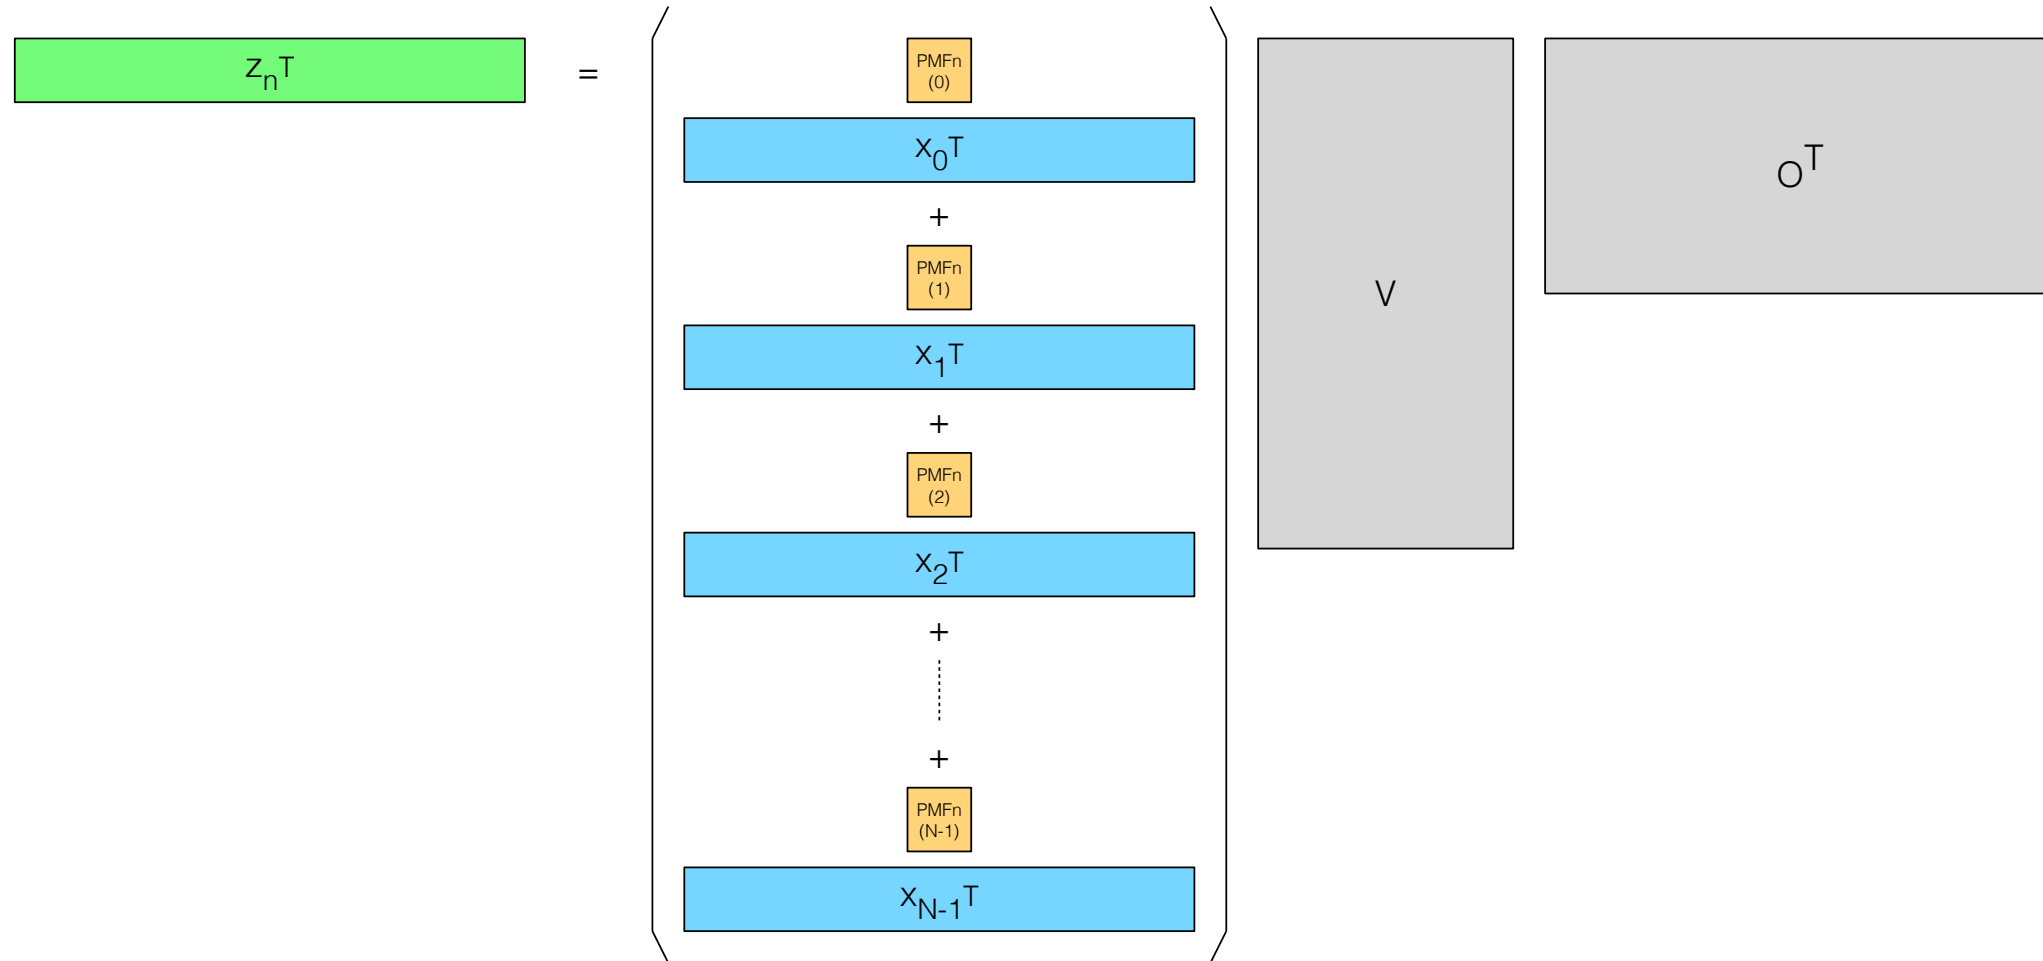 znT
=
PMFn
(0)
x0T
+
PMFn
(1)
x1T
+
PMFn
(2)
x2T
+
+
PMFn
(N-1)
xN-1T
V
OT